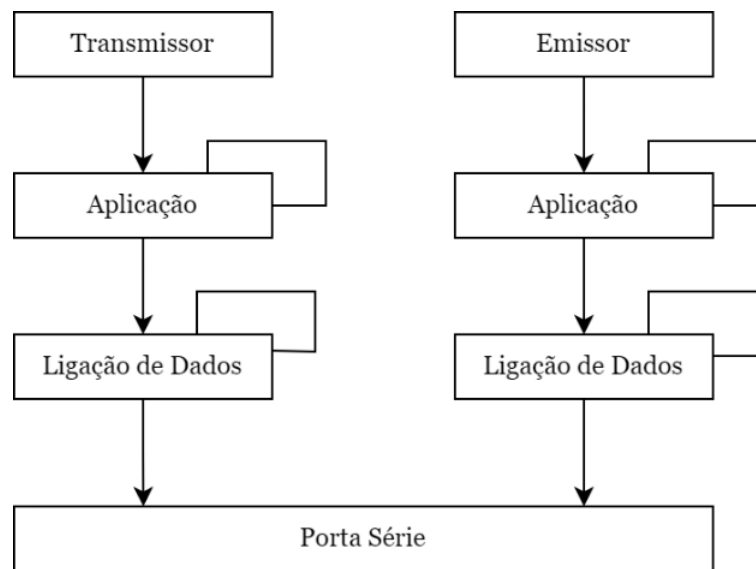 Transmissor
Emissor
Aplicação
Aplicação
Ligação de Dados
Ligação de Dados
Porta Série